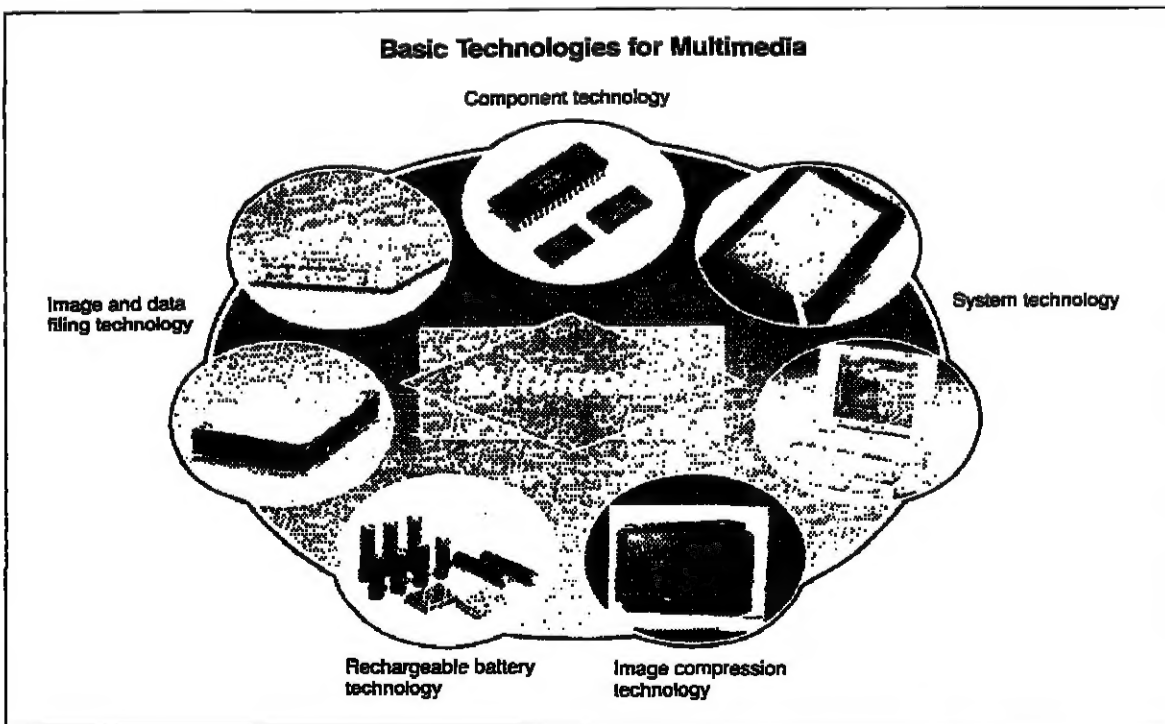 Basic Technologies for Multimedia
Component technology
Image and data
filing technology
System technology
Multimedia
Rechargeable battery
technology
Image compression
technology